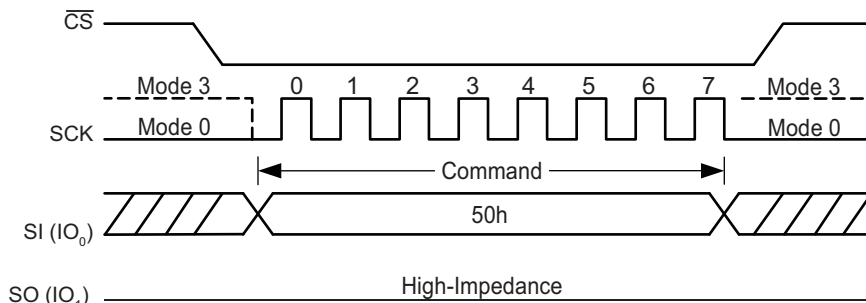 C̅S̅
Mode 3 0 1 2 3 4 5 6 7 Mode 3
SCK Mode 0 Mode 0
Command
50h
SI (IO₀)
High-Impedance
SO (IO₁)